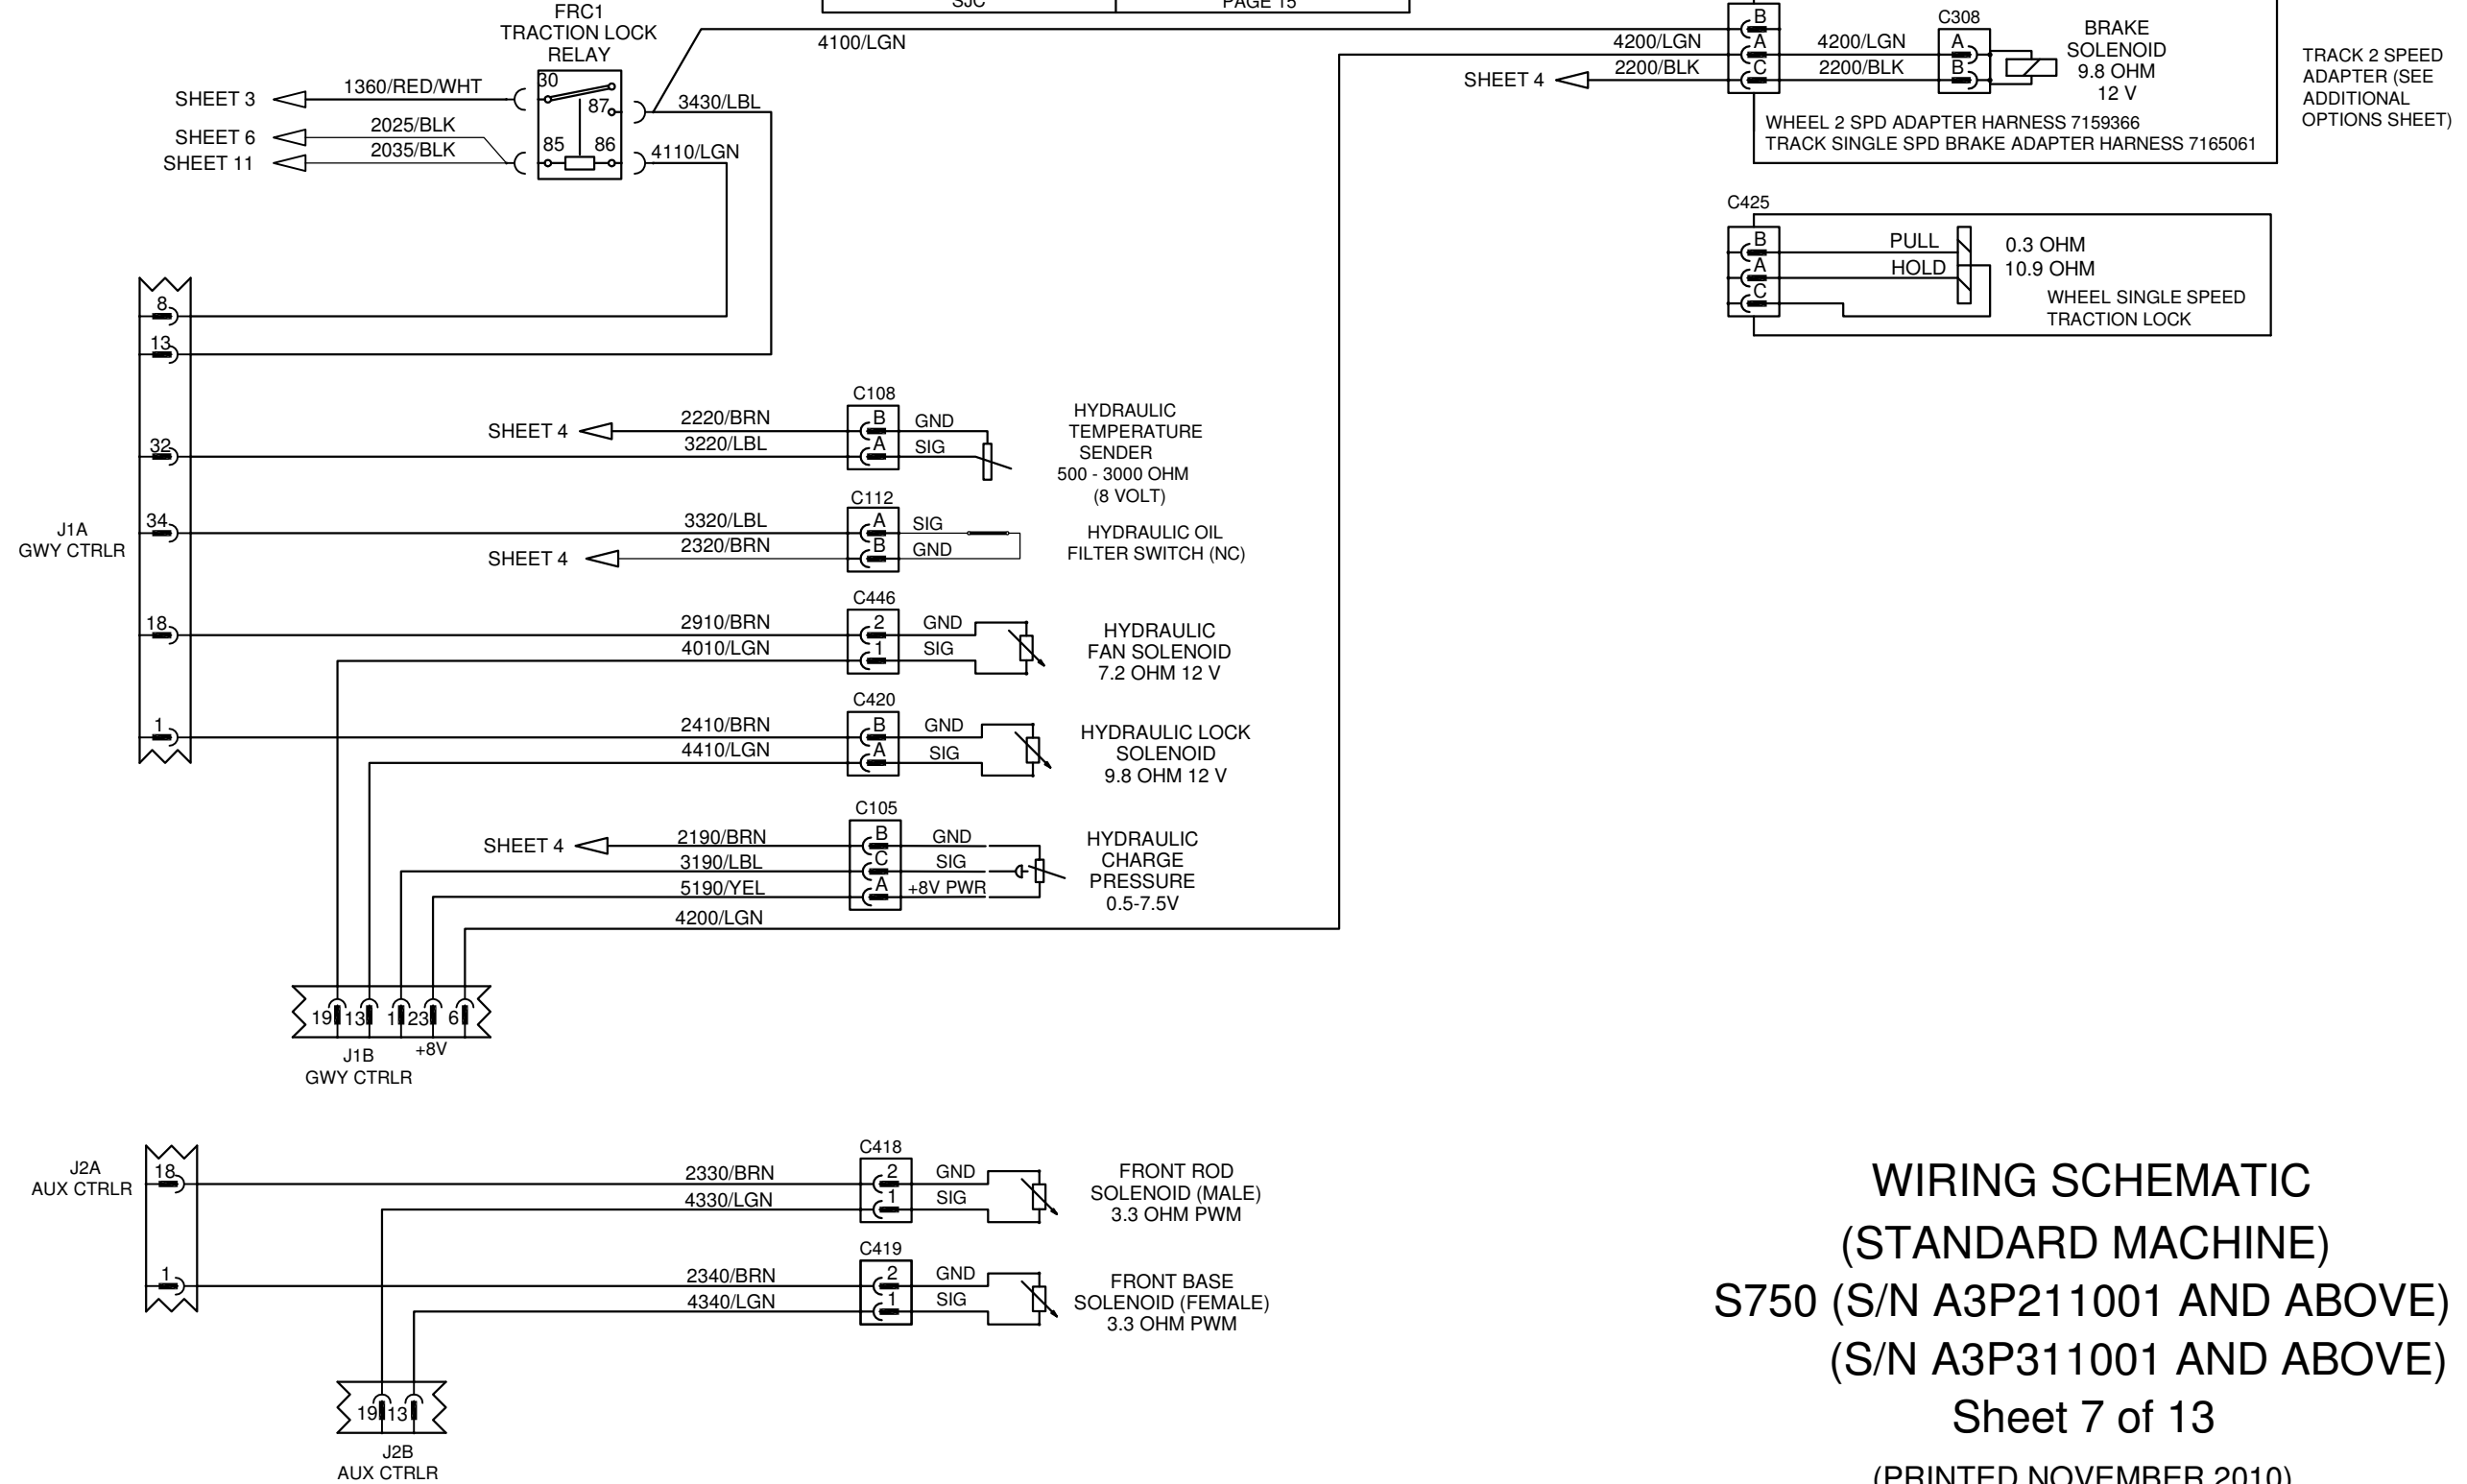 SJC
PAGE 15
FRC1
TRACTION LOCK
RELAY
30
87
85
86
SHEET 3
1360/RED/WHT
SHEET 6
2025/BLK
SHEET 11
2035/BLK
4100/LGN
3430/LBL
4110/LGN
4200/LGN
SHEET 4
2200/BLK
B
A
C
4200/LGN
2200/BLK
C308
A
B
BRAKE
SOLENOID
9.8 OHM
12 V
WHEEL 2 SPD ADAPTER HARNESS 7159366
TRACK SINGLE SPD BRAKE ADAPTER HARNESS 7165061
TRACK 2 SPEED
ADAPTER (SEE
ADDITIONAL
OPTIONS SHEET)
C425
B
A
C
PULL
HOLD
0.3 OHM
10.9 OHM
WHEEL SINGLE SPEED
TRACTION LOCK
J1A
GWY CTRLR
8
13
32
34
18
1
C108
SHEET 4
2220/BRN
B
GND
3220/LBL
A
SIG
HYDRAULIC
TEMPERATURE
SENDER
500 - 3000 OHM
(8 VOLT)
C112
3320/LBL
A
SIG
SHEET 4
2320/BRN
B
GND
HYDRAULIC OIL
FILTER SWITCH (NC)
C446
2910/BRN
2
GND
4010/LGN
1
SIG
HYDRAULIC
FAN SOLENOID
7.2 OHM 12 V
C420
2410/BRN
B
GND
4410/LGN
A
SIG
HYDRAULIC LOCK
SOLENOID
9.8 OHM 12 V
C105
SHEET 4
2190/BRN
B
GND
3190/LBL
C
SIG
5190/YEL
A
+8V PWR
4200/LGN
HYDRAULIC
CHARGE
PRESSURE
0.5-7.5V
19 13 1 23 6
+8V
J1B
GWY CTRLR
J2A
AUX CTRLR
18
1
C418
2330/BRN
2
GND
4330/LGN
1
SIG
FRONT ROD
SOLENOID (MALE)
3.3 OHM PWM
C419
2340/BRN
2
GND
4340/LGN
1
SIG
FRONT BASE
SOLENOID (FEMALE)
3.3 OHM PWM
19 13
J2B
AUX CTRLR
WIRING SCHEMATIC
(STANDARD MACHINE)
S750 (S/N A3P211001 AND ABOVE)
(S/N A3P311001 AND ABOVE)
Sheet 7 of 13
(PRINTED NOVEMBER 2010)